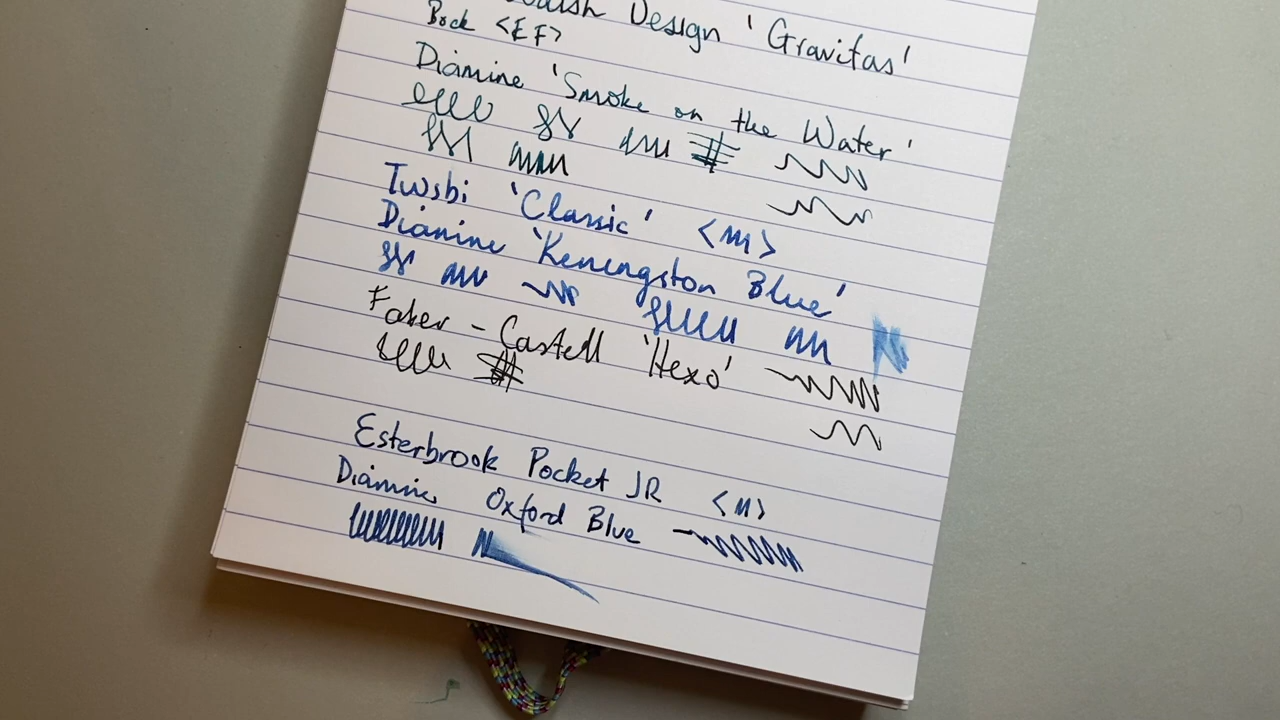 Design 'Gravitas'
Bock <EF>
Diamine 'Smoke on the Water'
Twsbi 'Classic' <M>
Diamine 'Kensingston Blue'
Faber - Castell 'Hexo'
Esterbrook Pocket JR <M>
Diamine Oxford Blue